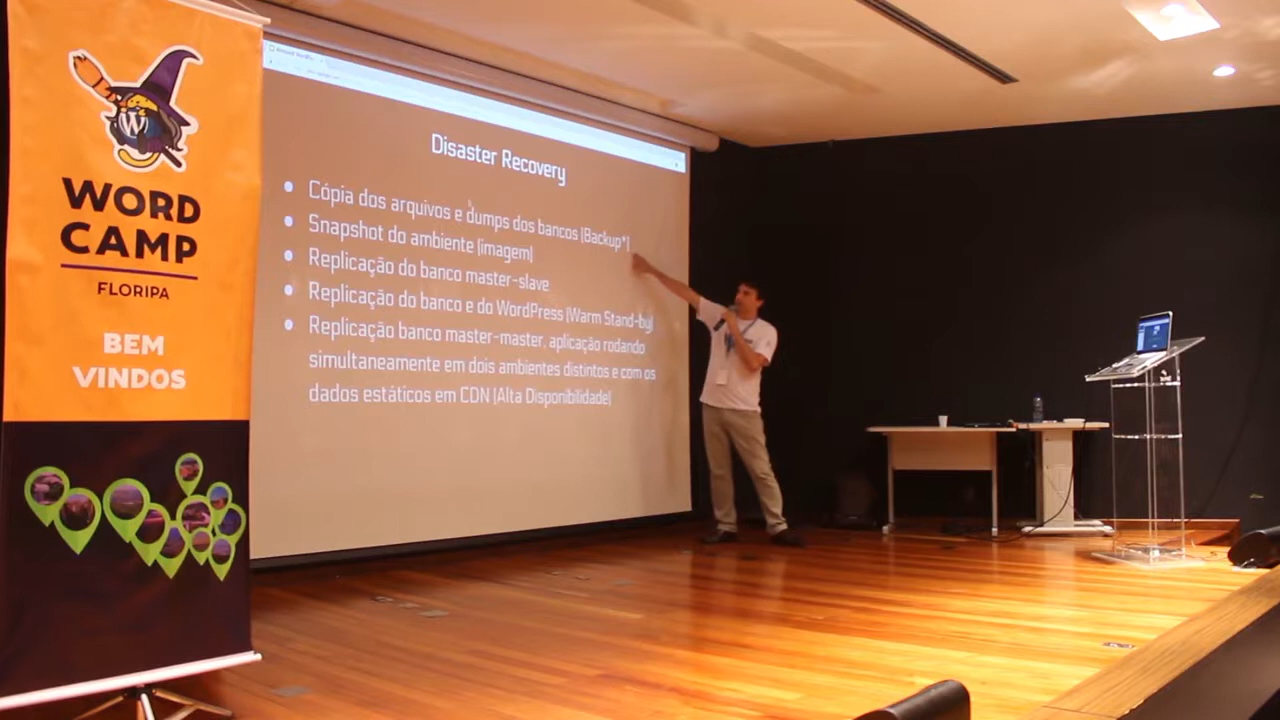 WORD
CAMP
FLORIPA
BEM
VINDOS
Disaster Recovery
Cópia dos arquivos e dumps dos bancos (Backup*)
Snapshot do ambiente (imagem)
Replicação do banco master-slave
Replicação do banco e do WordPress (Warm Stand-by)
Replicação banco master-master, aplicação rodando
simultaneamente em dois ambientes distintos e com os
dados estáticos em CDN (Alta Disponibilidade)